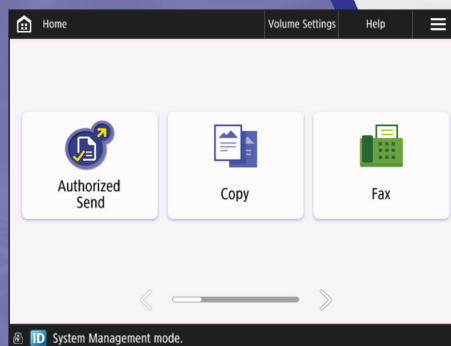 Home
Volume Settings
Help
Authorized
Send
Copy
Fax
ID System Management mode.